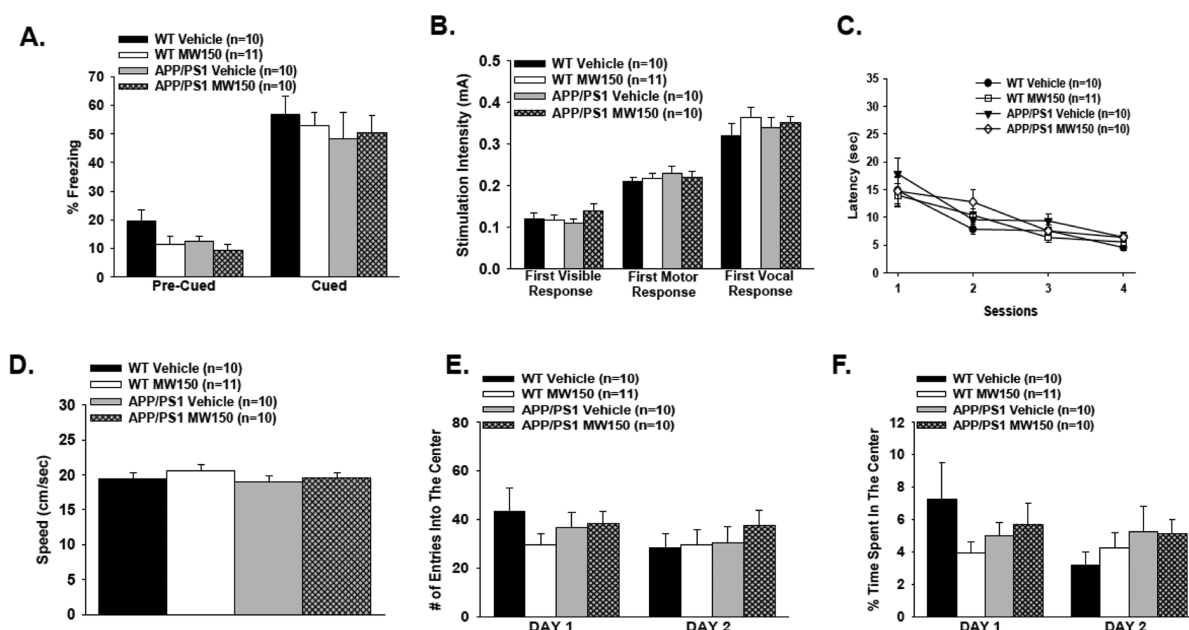 A.
WT Vehicle (n=10)
WT MW150 (n=11)
APP/PS1 Vehicle (n=10)
APP/PS1 MW150 (n=10)
70
60
50
40
30
20
10
0
% Freezing
Pre-Cued
Cued
B.
WT Vehicle (n=10)
WT MW150 (n=11)
APP/PS1 Vehicle (n=10)
APP/PS1 MW150 (n=10)
0.5
0.4
0.3
0.2
0.1
0.0
Stimulation Intensity (mA)
First Visible
Response
First Motor
Response
First Vocal
Response
C.
WT Vehicle (n=10)
WT MW150 (n=11)
APP/PS1 Vehicle (n=10)
APP/PS1 MW150 (n=10)
35
30
25
20
15
10
5
0
Latency (sec)
1
2
3
4
Sessions
D.
WT Vehicle (n=10)
WT MW150 (n=11)
APP/PS1 Vehicle (n=10)
APP/PS1 MW150 (n=10)
30
25
20
15
10
5
0
Speed (cm/sec)
E.
WT Vehicle (n=10)
WT MW150 (n=11)
APP/PS1 Vehicle (n=10)
APP/PS1 MW150 (n=10)
80
60
40
20
0
# of Entries Into The Center
DAY 1
DAY 2
F.
WT Vehicle (n=10)
WT MW150 (n=11)
APP/PS1 Vehicle (n=10)
APP/PS1 MW150 (n=10)
12
10
8
6
4
2
0
% Time Spent In The Center
DAY 1
DAY 2